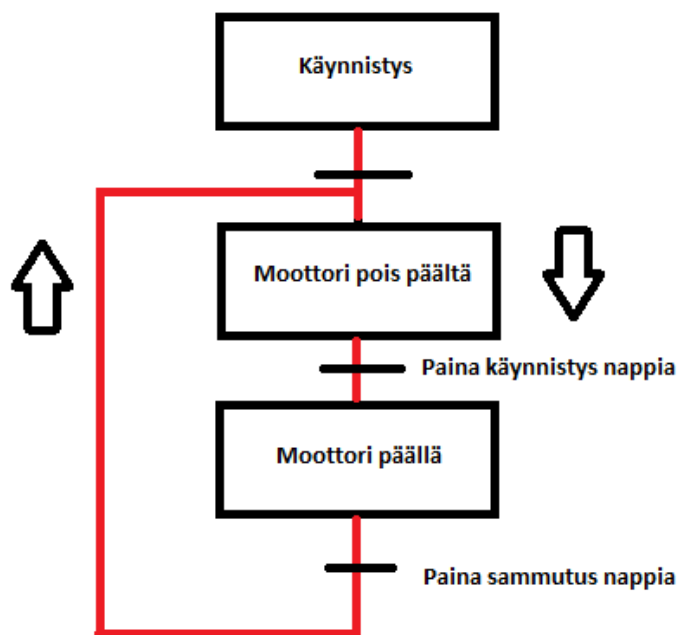 Käynnistys
Moottori pois päältä
Paina käynnistys nappia
Moottori päällä
Paina sammutus nappia